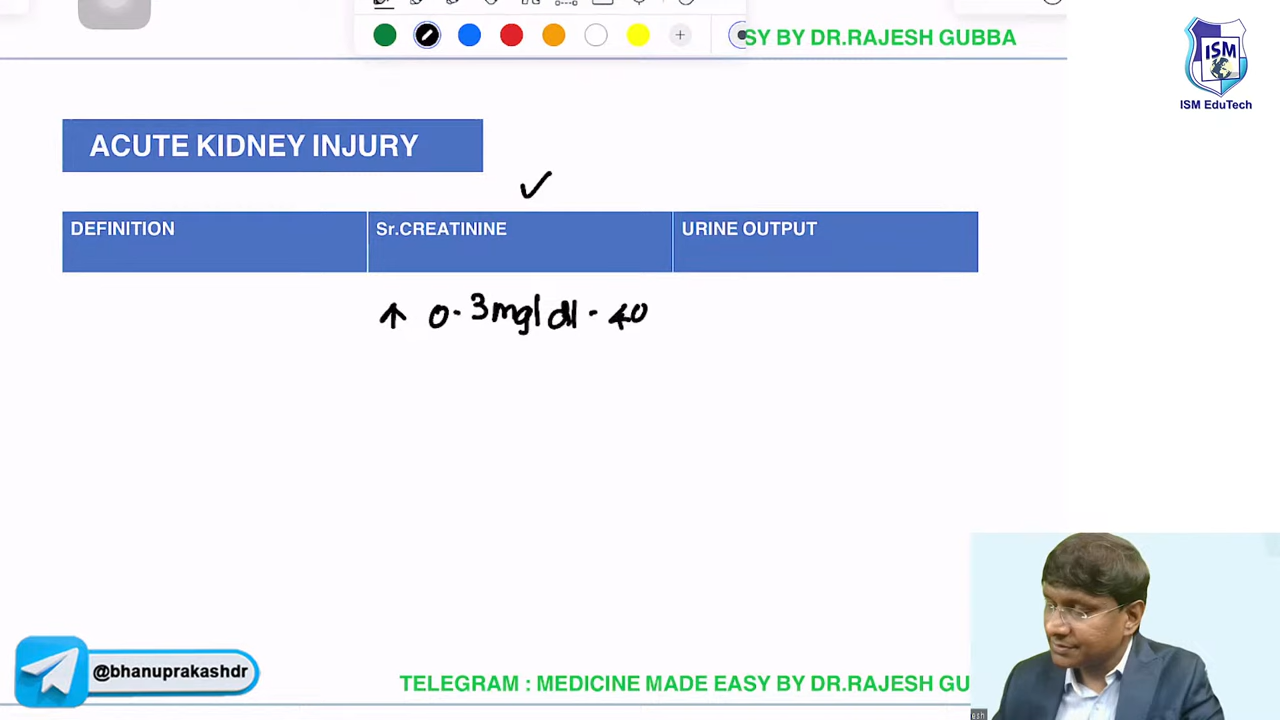 SY BY DR.RAJESH GUBBA
ISM
ISM EduTech
ACUTE KIDNEY INJURY
✓
DEFINITION Sr.CREATININE URINE OUTPUT
↑ 0.3mg/dl. 40
@bhanuprakashdr
TELEGRAM : MEDICINE MADE EASY BY DR.RAJESH GU
esh